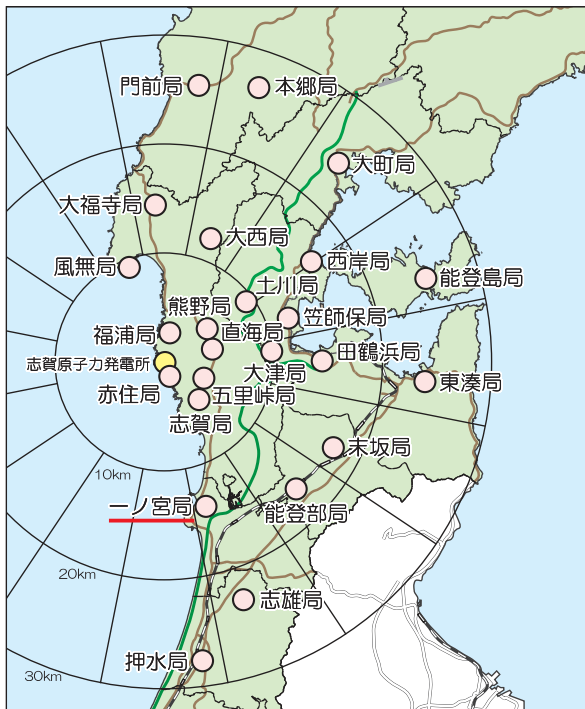 門前局
本郷局
大町局
大福寺局
大西局
風無局
西岸局
能登島局
土川局
熊野局
笠師保局
福浦局
直海局
志賀原子力発電所
田鶴浜局
大津局
赤住局
五里峠局
東湊局
志賀局
末坂局
10km
一ノ宮局
能登部局
20km
志雄局
押水局
30km